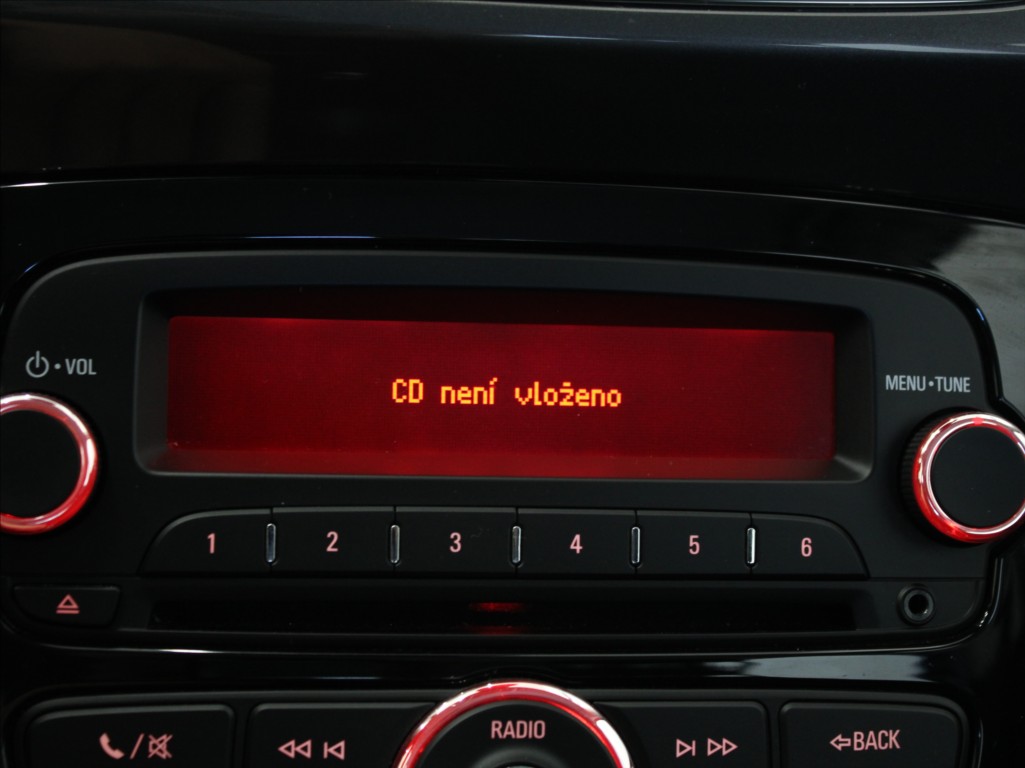 CD není vloženo
VOL
MENU•TUNE
1 2 3 4 5 6
RADIO
BACK